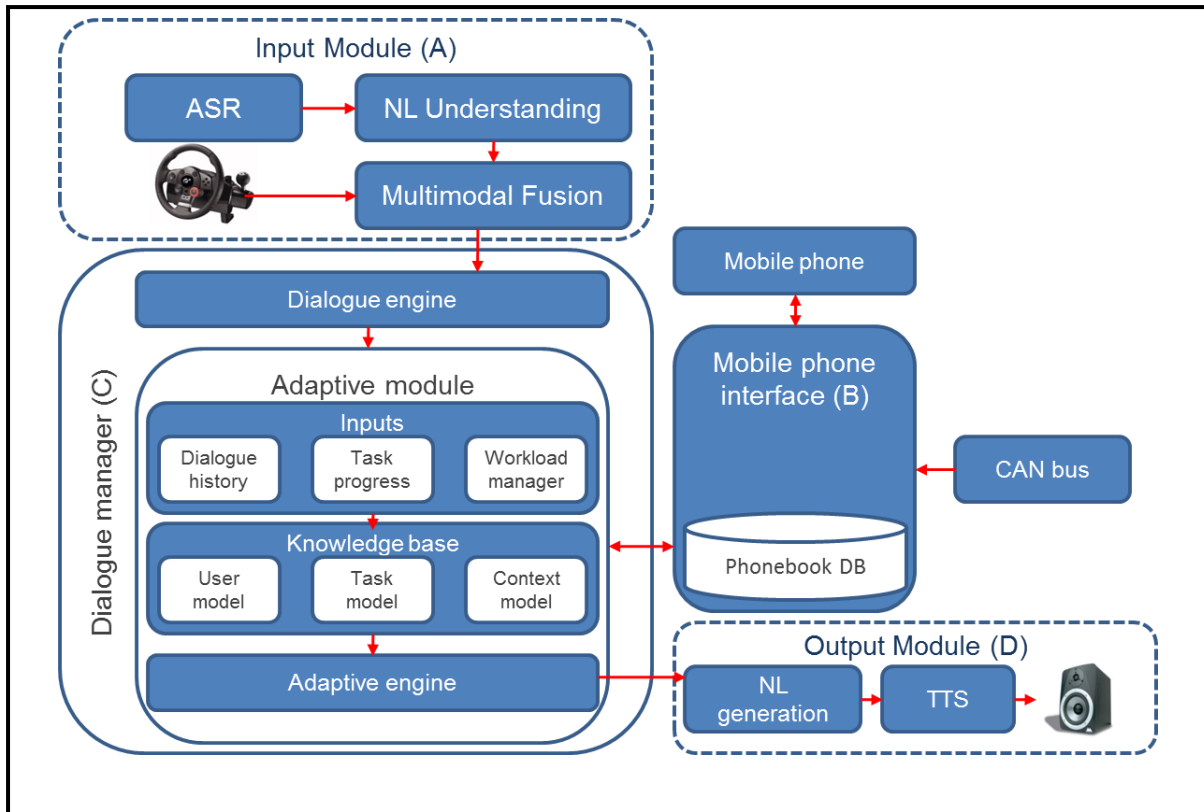 Input Module (A)
ASR
NL Understanding
Multimodal Fusion
Dialogue manager (C)
Dialogue engine
Adaptive module
Inputs
Dialogue
history
Task
progress
Workload
manager
Knowledge base
User
model
Task
model
Context
model
Adaptive engine
Mobile phone
Mobile phone
interface (B)
Phonebook DB
CAN bus
Output Module (D)
NL
generation
TTS